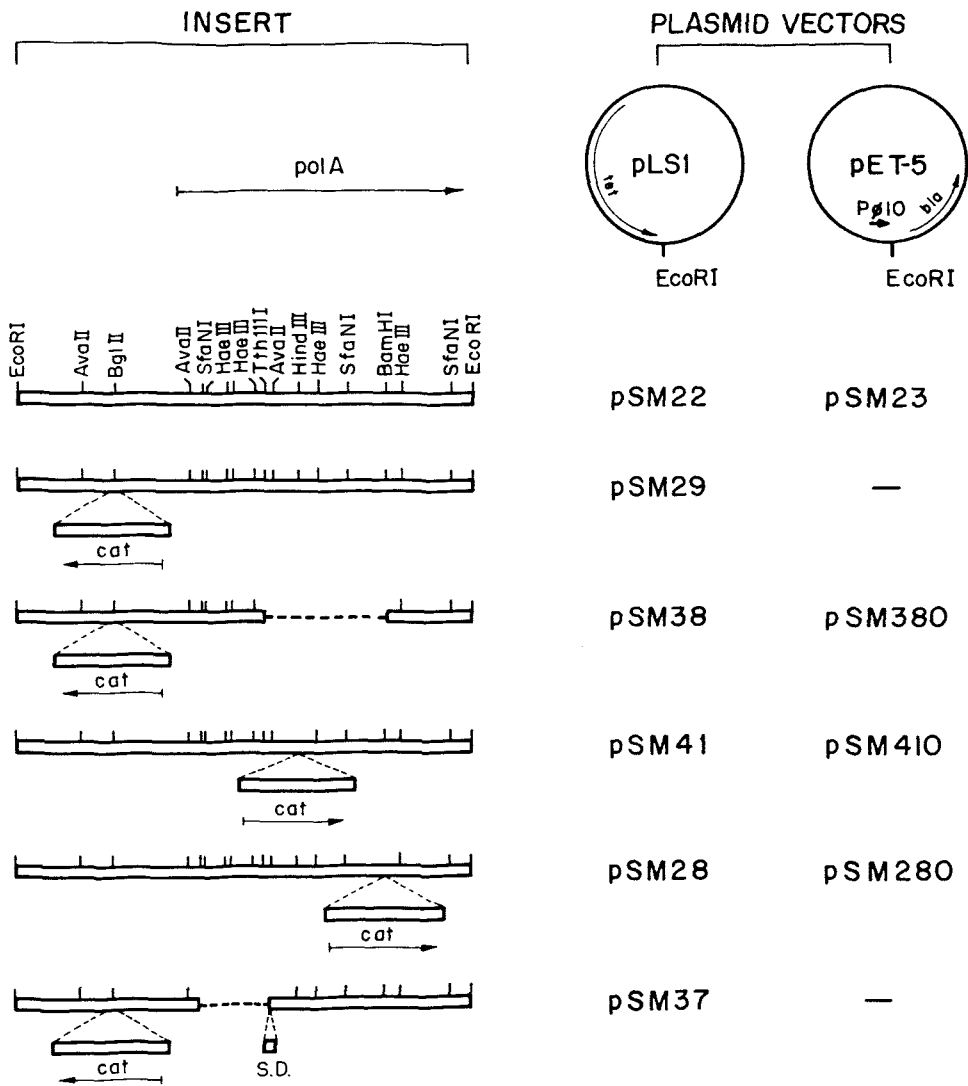 INSERT
PLASMID VECTORS
polA
pLS1
tet
EcoRI
pET-5
PØ10
bla
EcoRI
EcoRI
AvaII
BglII
AvaII
SfaNI
HaeIII
HaeIII
Tth111I
AvaII
HindIII
HaeIII
SfaNI
BamHI
HaeIII
SfaNI
EcoRI
pSM22 pSM23
pSM29 —
cat
pSM38 pSM380
cat
pSM41 pSM410
cat
pSM28 pSM280
cat
pSM37 —
cat
S.D.